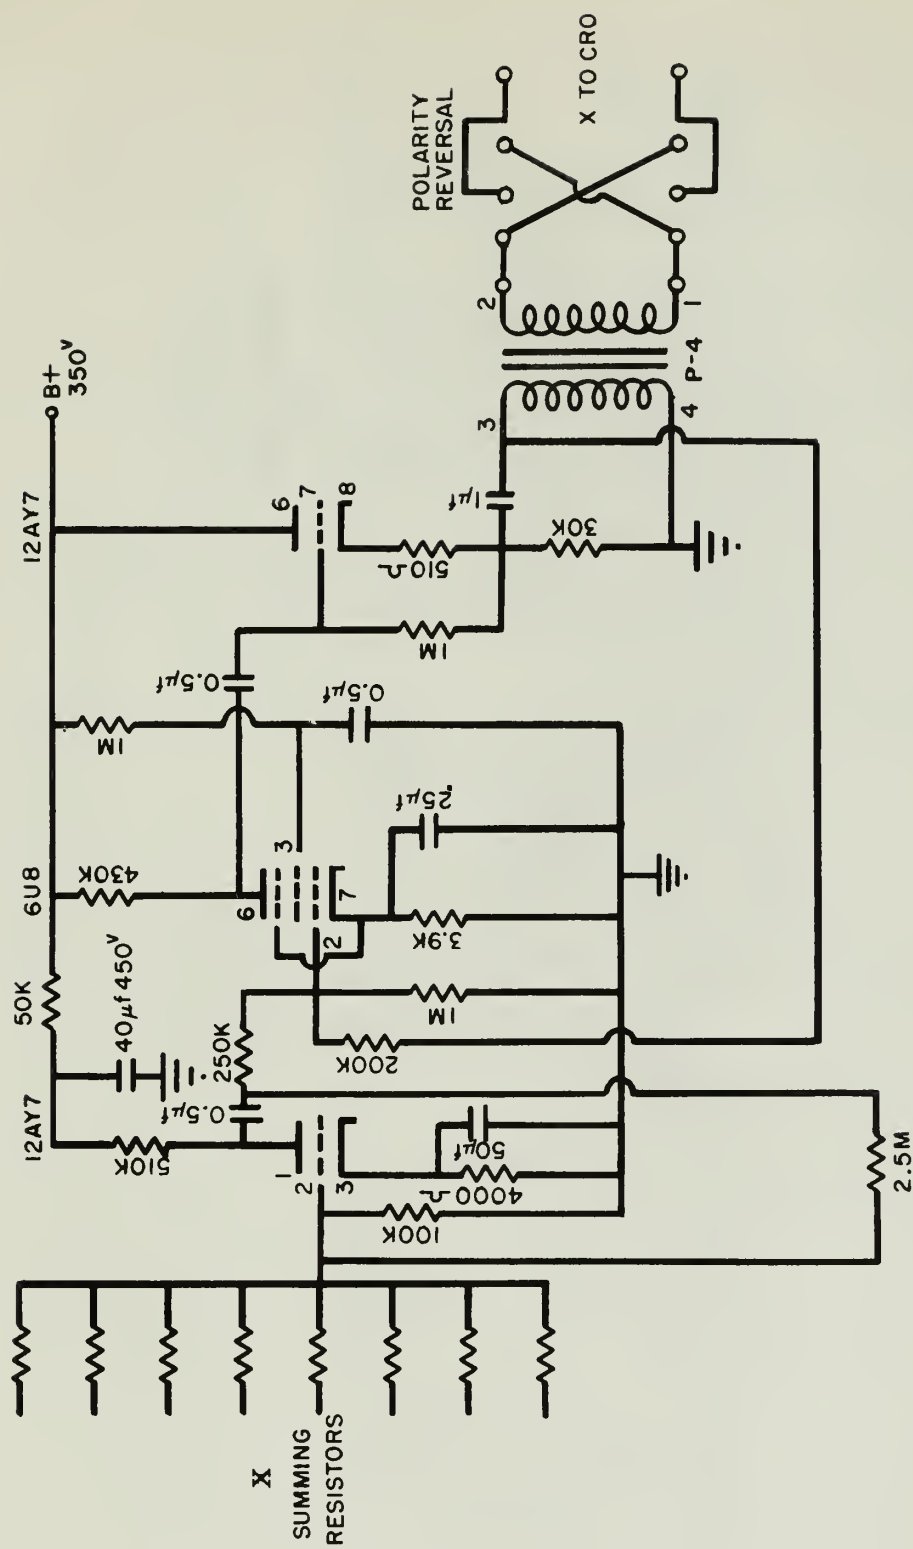 X
SUMMING
RESISTORS
12AY7
510K
50K
40µf 450V
0.5µf
250K
1
2
3
100K
4000Ω
50µf
2.5M
6U8
430K
6
3
2
7
200K
1M
3.9K
.25µf
1M
0.5µf
0.5µf
12AY7
B+
350V
6
7
8
510Ω
1M
1µf
30K
3
4
P-4
2
1
POLARITY
REVERSAL
X TO CRO